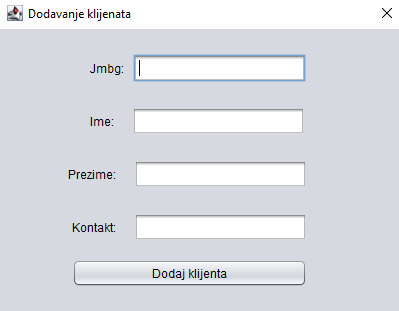 Dodavanje klijenata
Jmbg:
Ime:
Prezime:
Kontakt:
Dodaj klijenta